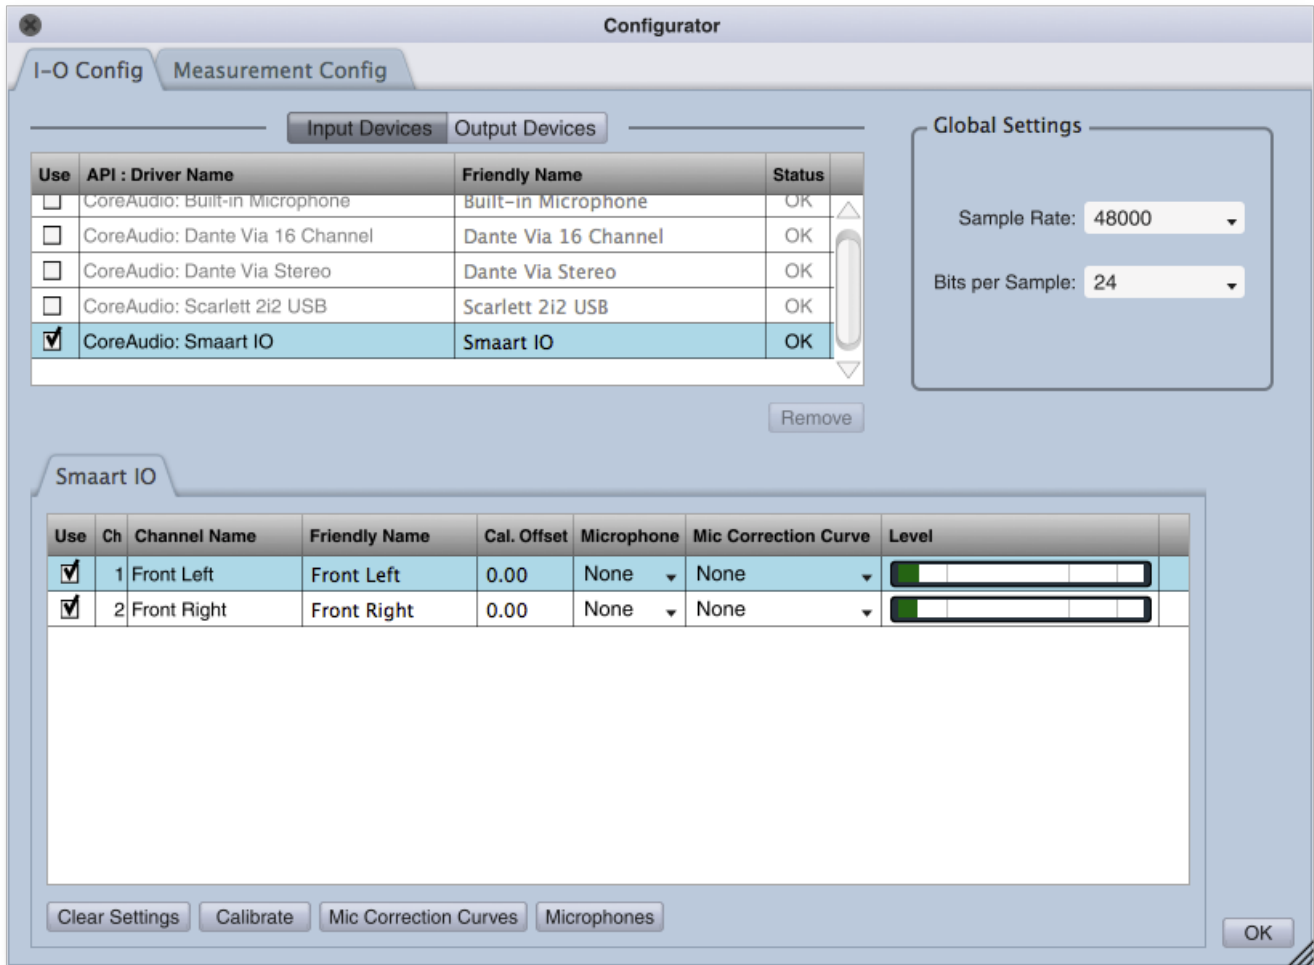 Configurator
I-O Config Measurement Config
Input Devices Output Devices
Global Settings
Use API : Driver Name Friendly Name Status
CoreAudio: Built-in Microphone Built-in Microphone OK
CoreAudio: Dante Via 16 Channel Dante Via 16 Channel OK
CoreAudio: Dante Via Stereo Dante Via Stereo OK
CoreAudio: Scarlett 2i2 USB Scarlett 2i2 USB OK
CoreAudio: Smaart IO Smaart IO OK
Sample Rate: 48000
Bits per Sample: 24
Remove
Smaart IO
Use Ch Channel Name Friendly Name Cal. Offset Microphone Mic Correction Curve Level
1 Front Left Front Left 0.00 None None
2 Front Right Front Right 0.00 None None
Clear Settings Calibrate Mic Correction Curves Microphones
OK